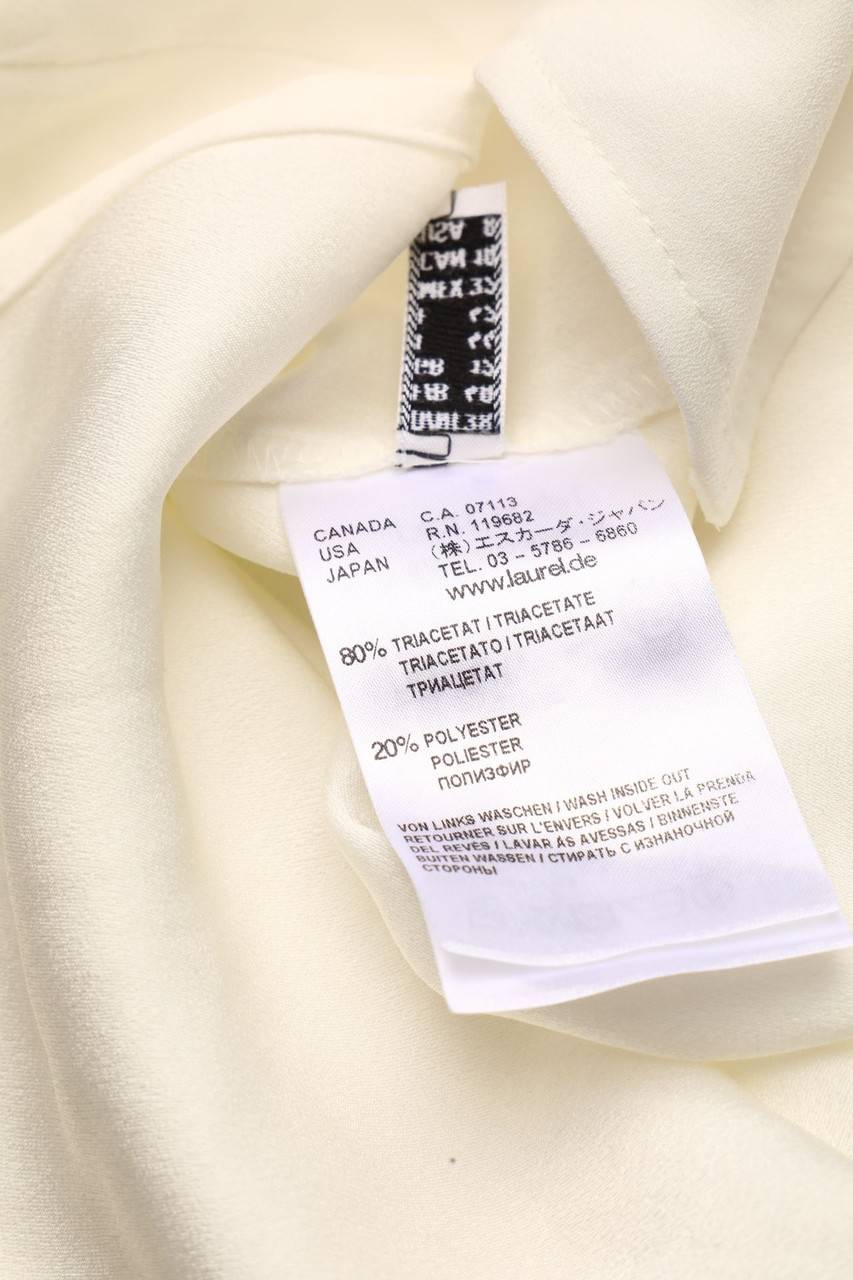 CANADA C.A. 07113
USA R.N. 119682
JAPAN (株)エスカーダ・ジャパン
TEL. 03 - 5786 - 6860
www.laurel.de
80% TRIACETAT / TRIACETATE
TRIACETATO / TRIACETAAT
ТРИАЦЕТАТ
20% POLYESTER
POLIESTER
ПОЛИЭФИР
VON LINKS WASCHEN / WASH INSIDE OUT
RETOURNER SUR L'ENVERS / VOLVER LA PRENDA
DEL REVÉS / LAVAR ÀS AVESSAS / BINNENSTE
BUITEN WASSEN / СТИРАТЬ С ИЗНАНОЧНОЙ
СТОРОНЫ